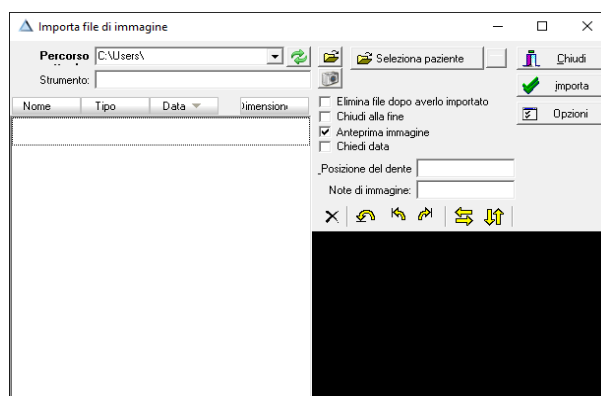 Importa file di immagine
Percorso C:\Users\
Seleziona paziente
Chiudi
Strumento:
importa
Nome Tipo Data
Elimina file dopo averlo importato
Opzioni
Chiudi alla fine
Anteprima immagine
Chiedi data
Posizione del dente
Note di immagine: